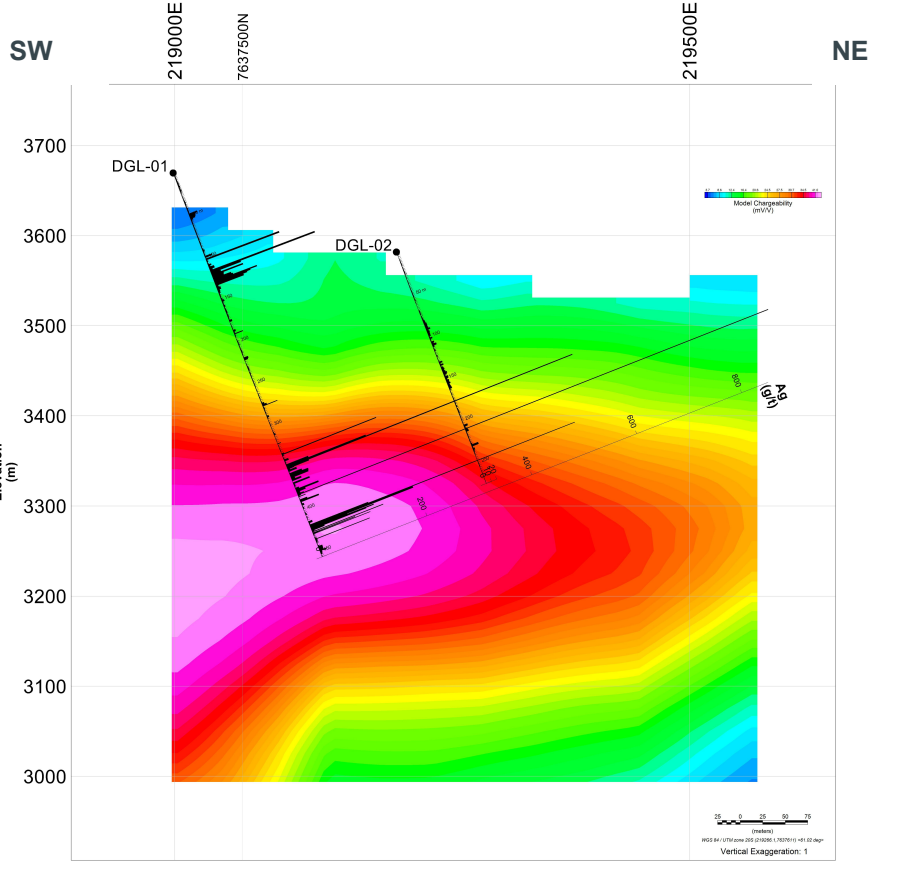 219000E
7637500N
219500E
SW
NE
3700
DGL-01
3600
DGL-02
Model Chargeability
(mV/V)
3500
3400
Ag
(g/t)
800
600
400
200
(m)
3300
3200
3100
3000
25 0 25 50 75
(meters)
Vertical Exaggeration: 1